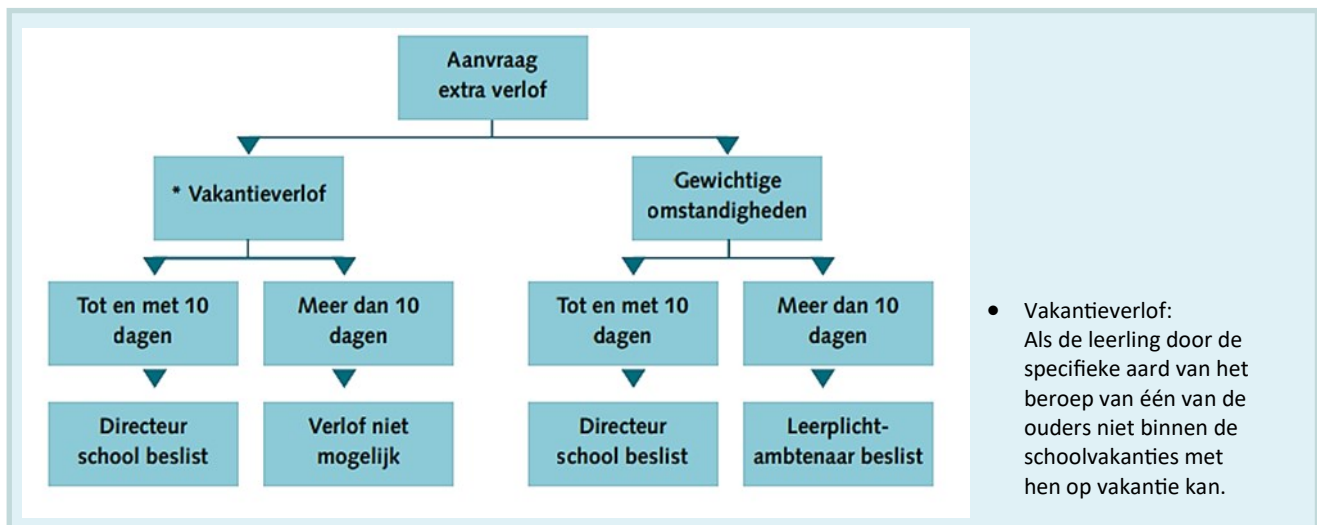 Aanvraag
extra verlof
* Vakantieverlof
Gewichtige
omstandigheden
Tot en met 10
dagen
Meer dan 10
dagen
Tot en met 10
dagen
Meer dan 10
dagen
Directeur
school beslist
Verlof niet
mogelijk
Directeur
school beslist
Leerplicht-
ambtenaar beslist
• Vakantieverlof:
Als de leerling door de
specifieke aard van het
beroep van één van de
ouders niet binnen de
schoolvakanties met
hen op vakantie kan.